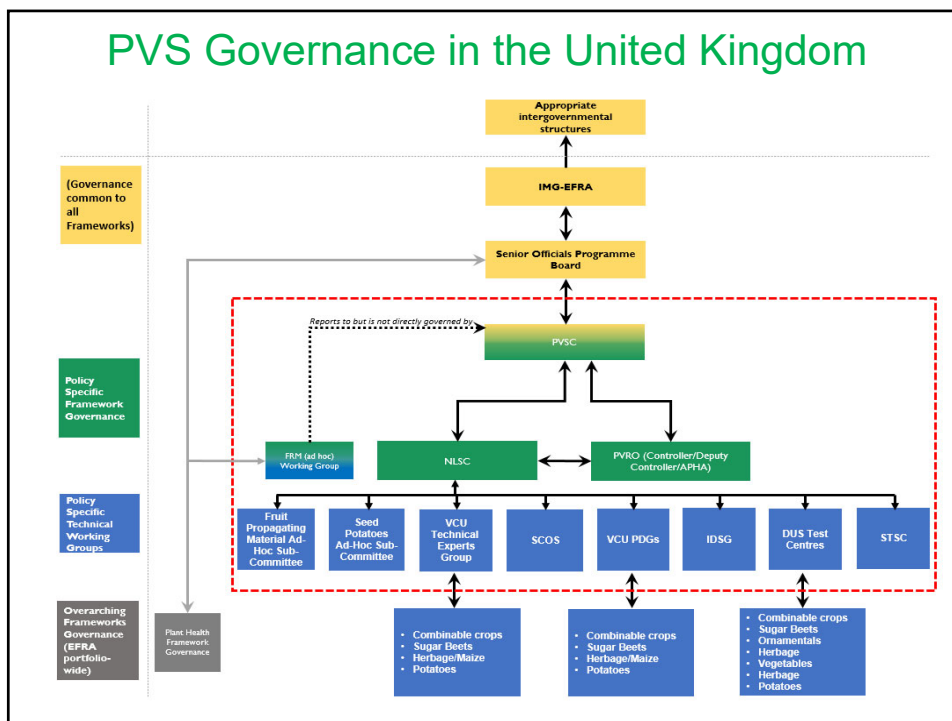 PVS Governance in the United Kingdom
Appropriate
intergovernmental
structures
(Governance
common to
all
Frameworks)
IMG-EFRA
Senior Officials Programme
Board
Reports to but is not directly governed by
PVSC
Policy
Specific
Framework
Governance
FRM (ad hoc)
Working Group
NLSC
PVRO (Controller/Deputy
Controller/APHA)
Policy
Specific
Technical
Working
Groups
Fruit
Propagating
Material Ad-
Hoc Sub-
Committee
Seed
Potatoes
Ad-Hoc Sub-
Committee
VCU
Technical
Experts
Group
SCOS
VCU PDGs
IDSG
DUS Test
Centres
STSC
Overarching
Frameworks
Governance
(EFRA
portfolio-
wide)
Plant Health
Framework
Governance
• Combinable crops
• Sugar Beets
• Herbage/Maize
• Potatoes
• Combinable crops
• Sugar Beets
• Herbage/Maize
• Potatoes
• Combinable crops
• Sugar Beets
• Ornamentals
• Herbage
• Vegetables
• Herbage
• Potatoes